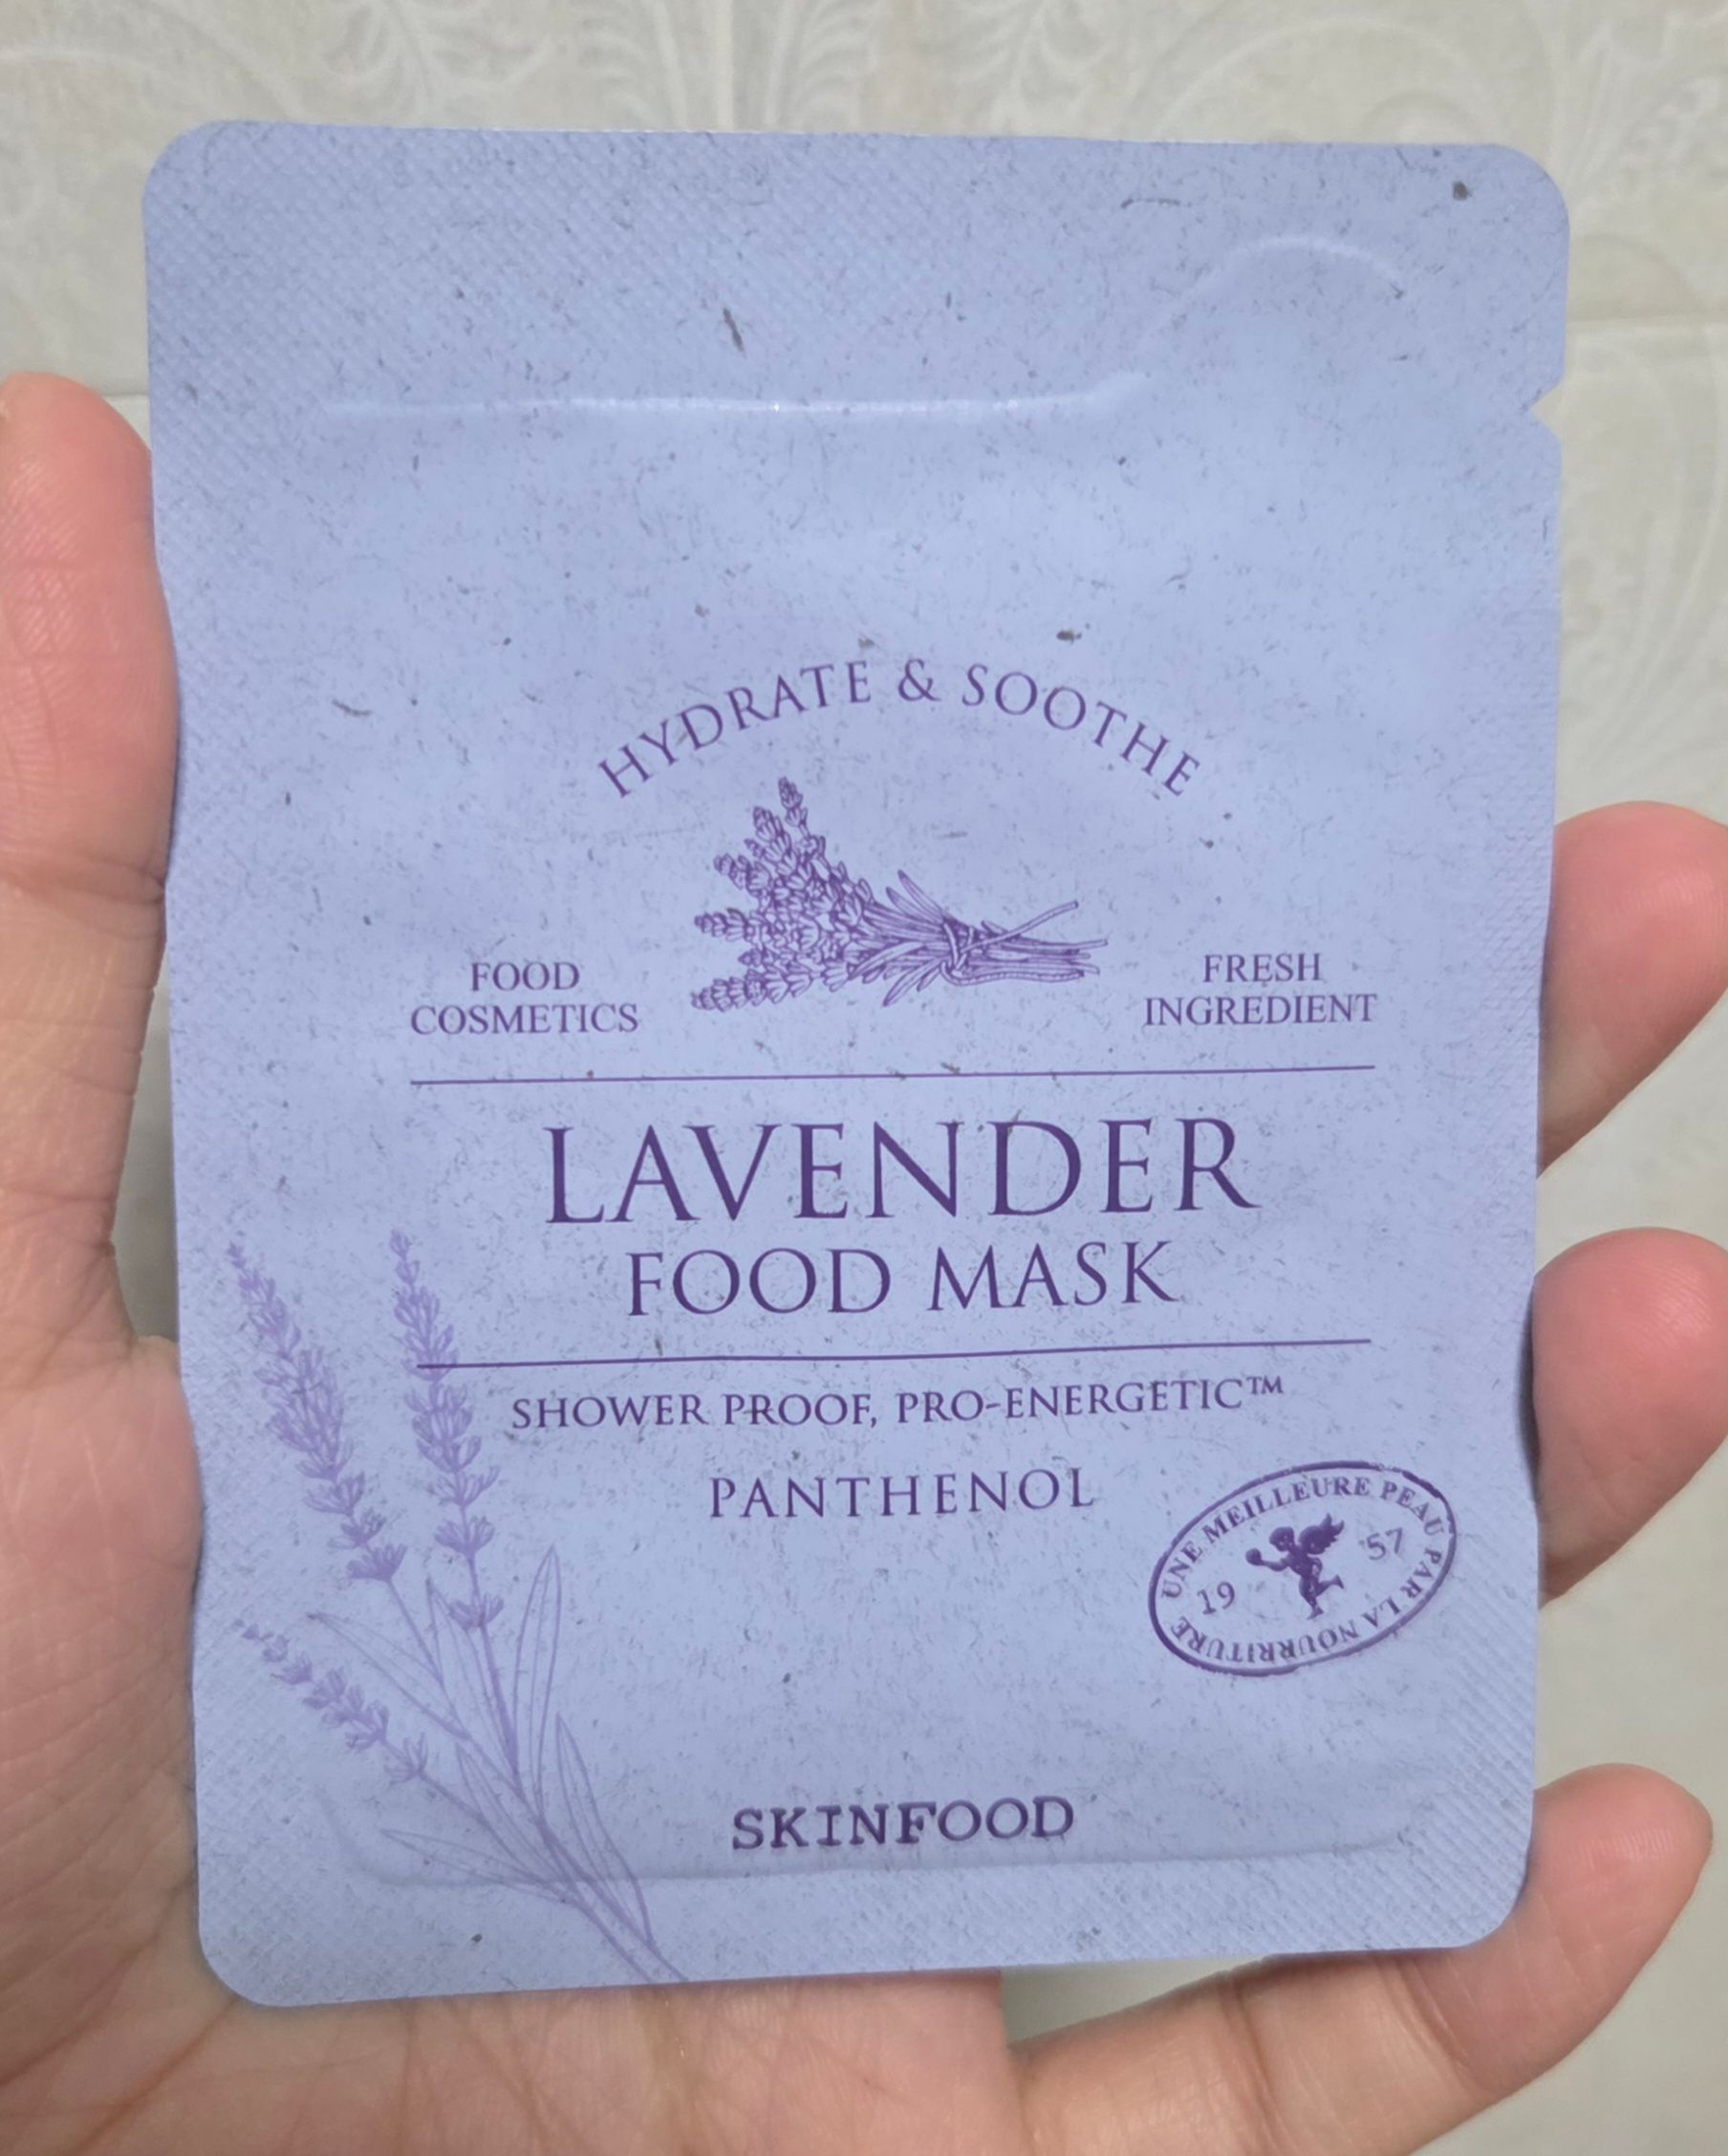 HYDRATE & SOOTHE
FOOD
COSMETICS
FRESH
INGREDIENT
LAVENDER
FOOD MASK
SHOWER PROOF, PRO-ENERGETIC™
PANTHENOL
UNE MEILLEURE PEAU PAR LA NOURRITURE
19 57
SKINFOOD